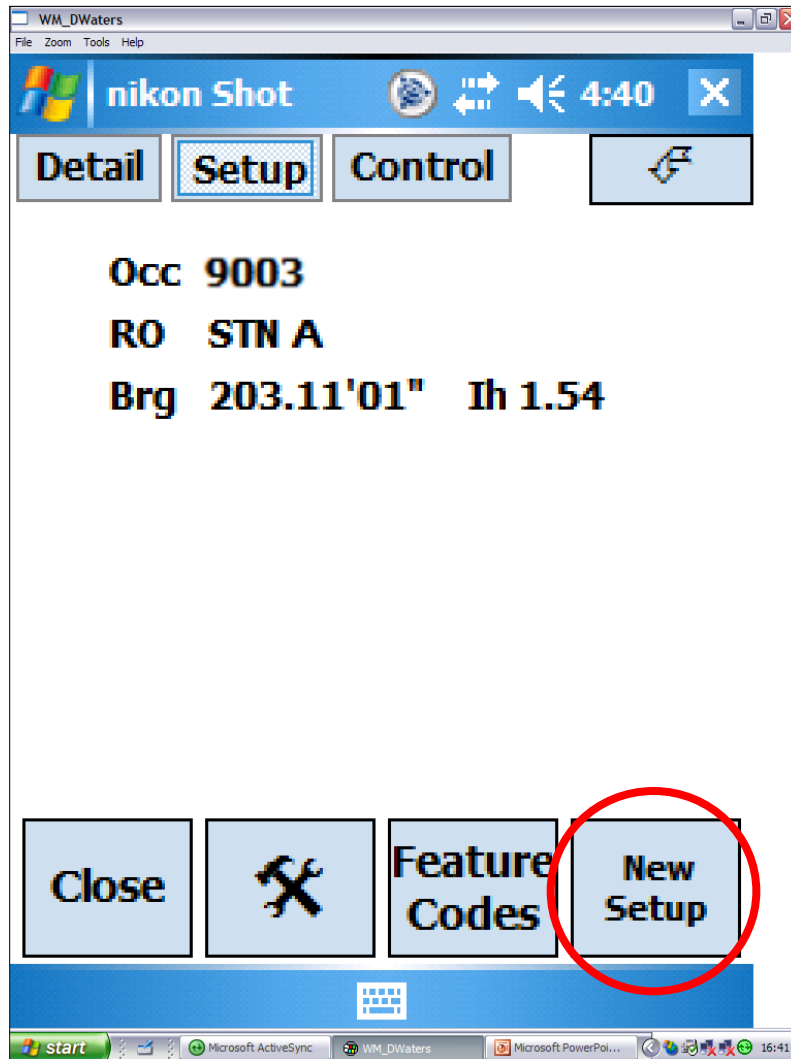 WM_DWaters
File Zoom Tools Help
nikon Shot 4:40
Detail Setup Control
Occ 9003
RO STN A
Brg 203.11'01" Ih 1.54
Close
Feature
Codes
New
Setup
start Microsoft ActiveSync WM_DWaters Microsoft PowerPoi... 16:41